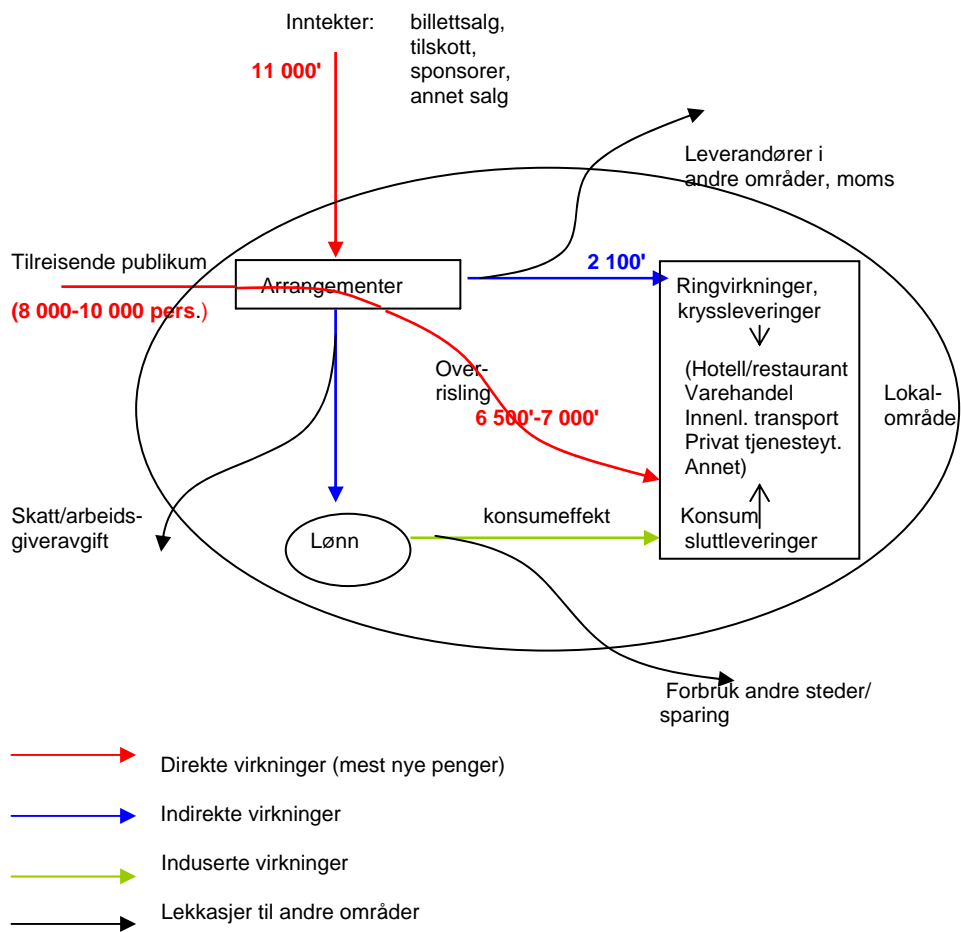 Inntekter: billettsalg,
tilskott,
sponsorer,
annet salg
11 000'
Leverandører i
andre områder, moms
Tilreisende publikum
(8 000-10 000 pers.)
Arrangementer
2 100'
Ringvirkninger,
kryssleveringer
(Hotell/restaurant
Varehandel
Innenl. transport
Privat tjenesteyt.
Annet)
Konsum
sluttleveringer
Lokal-
område
Over-
risling
6 500'-7 000'
Skatt/arbeids-
giveravgift
Lønn
konsumeffekt
Forbruk andre steder/
sparing
Direkte virkninger (mest nye penger)
Indirekte virkninger
Induserte virkninger
Lekkasjer til andre områder